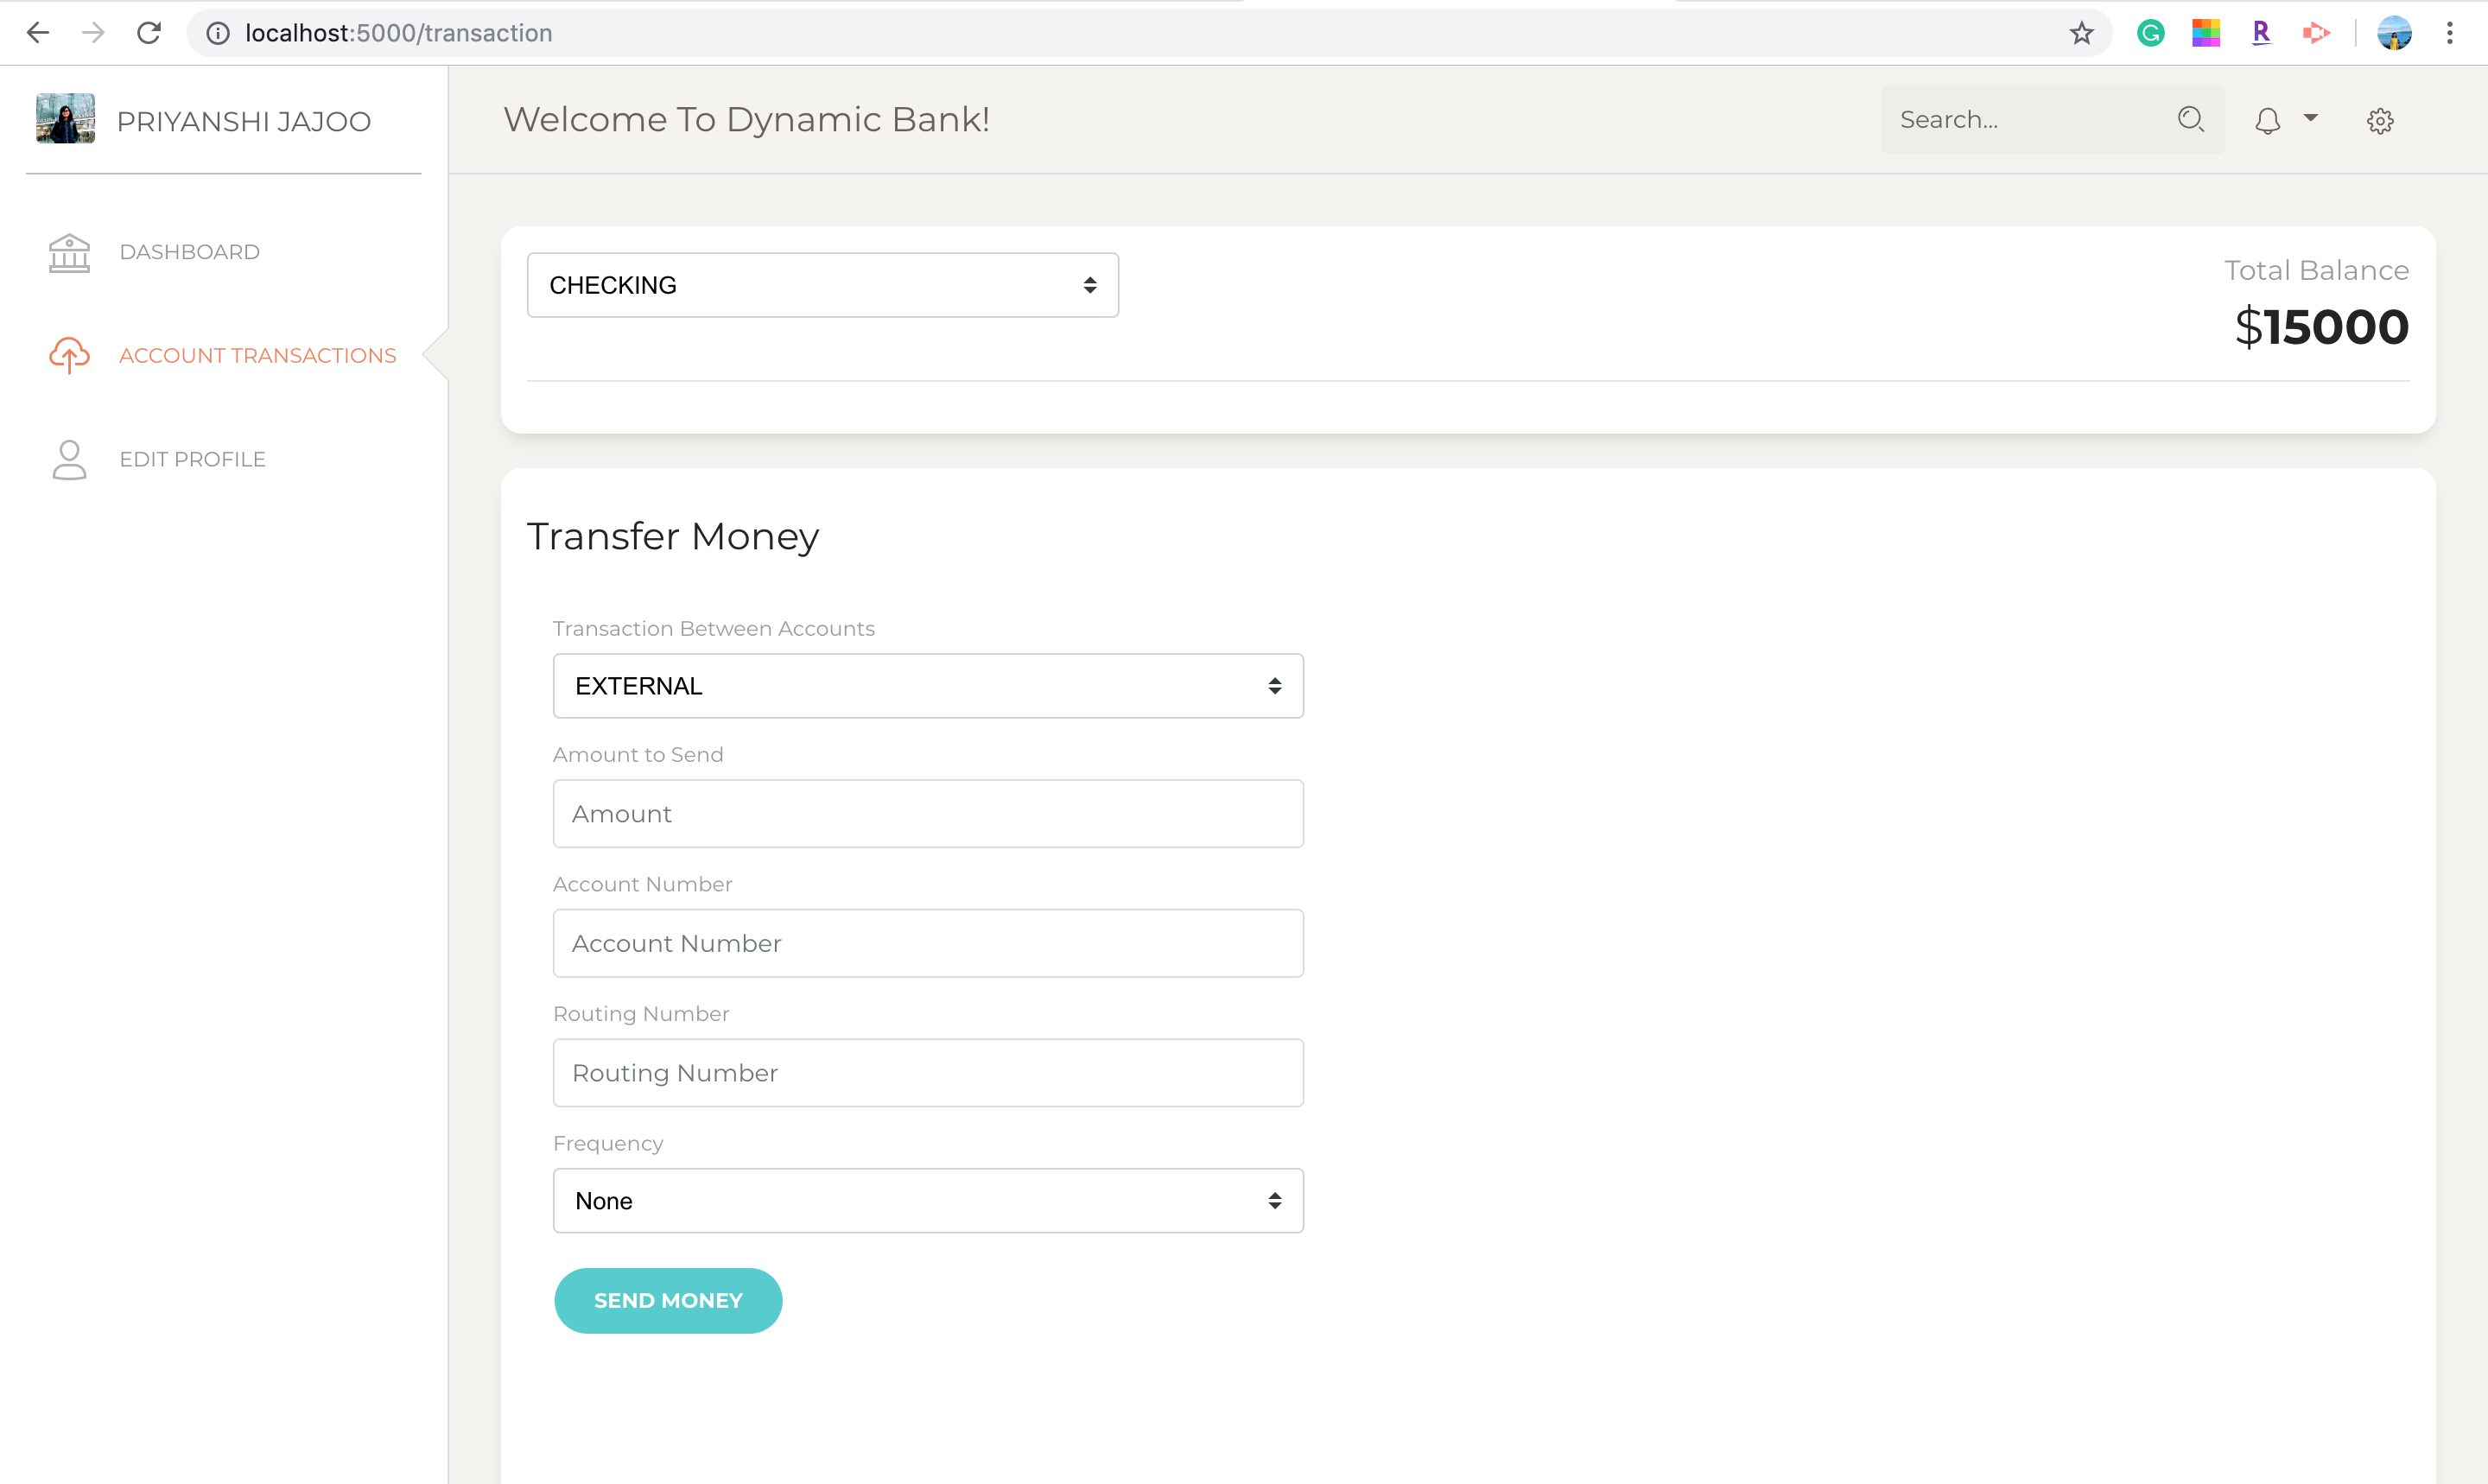 localhost:5000/transaction
PRIYANSHI JAJOO
Welcome To Dynamic Bank!
Search...
DASHBOARD
ACCOUNT TRANSACTIONS
EDIT PROFILE
CHECKING
Total Balance
$15000
Transfer Money
Transaction Between Accounts
EXTERNAL
Amount to Send
Amount
Account Number
Account Number
Routing Number
Routing Number
Frequency
None
SEND MONEY